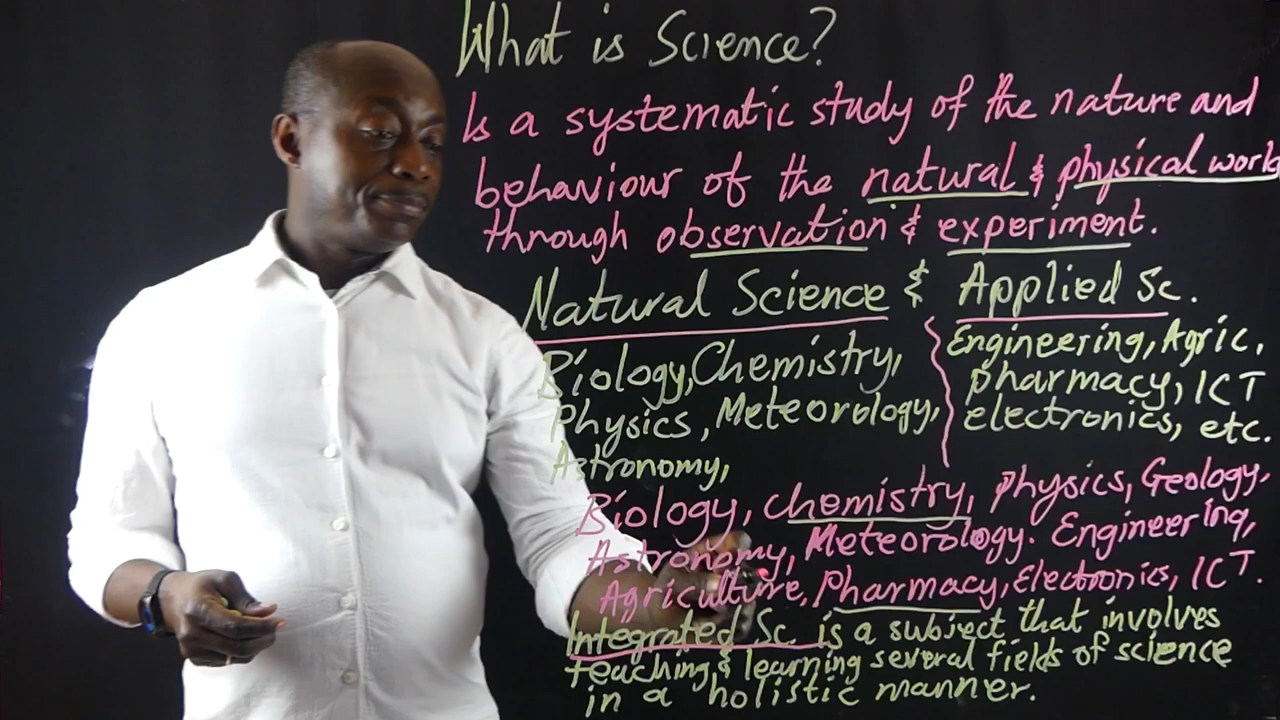 What is Science?
Is a systematic study of the nature and
behaviour of the natural & physical world
through observation & experiment.
Natural Science & Applied Sc.
Biology, Chemistry,
Physics, Meteorology,
Astronomy,
Engineering, Agric,
pharmacy, ICT
electronics, etc.
Biology, Chemistry, physics, Geology,
Astronomy, Meteorology. Engineering,
Agriculture, Pharmacy, Electronics, ICT.
Integrated Sc. is a subject that involves
teaching & learning several fields of science
in a holistic manner.